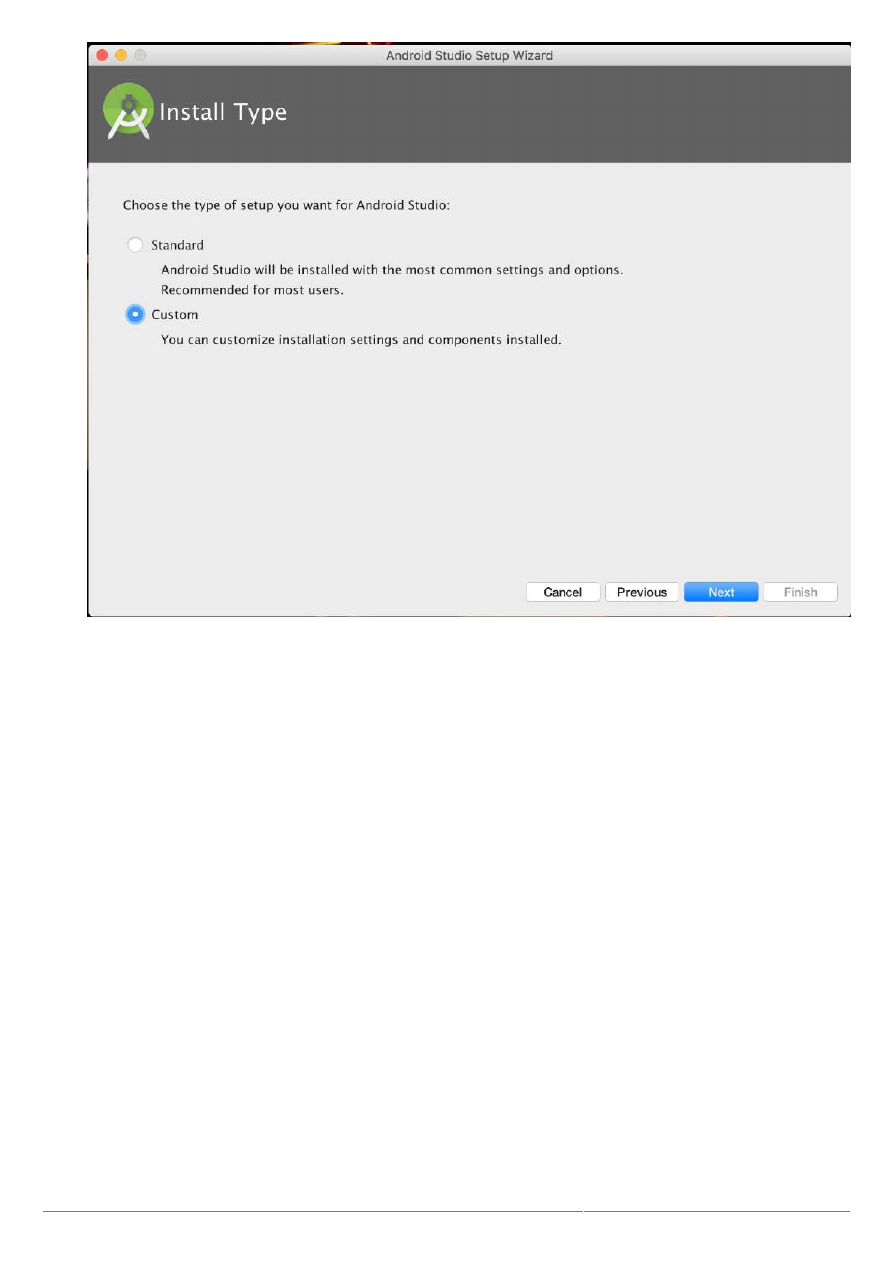 Android Studio Setup Wizard
Install Type
Choose the type of setup you want for Android Studio:
Standard
Android Studio will be installed with the most common settings and options.
Recommended for most users.
Custom
You can customize installation settings and components installed.
Cancel Previous Next Finish